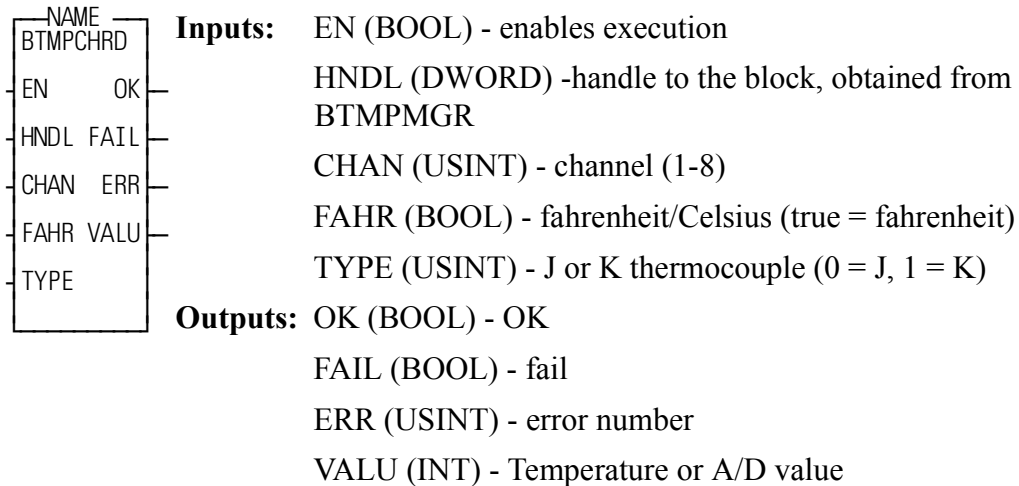 NAME
BTMPCHRD
EN OK
HNDL FAIL
CHAN ERR
FAHR VALU
TYPE
Inputs: EN (BOOL) - enables execution
HNDL (DWORD) -handle to the block, obtained from
BTMPMGR
CHAN (USINT) - channel (1-8)
FAHR (BOOL) - fahrenheit/Celsius (true = fahrenheit)
TYPE (USINT) - J or K thermocouple (0 = J, 1 = K)
Outputs: OK (BOOL) - OK
FAIL (BOOL) - fail
ERR (USINT) - error number
VALU (INT) - Temperature or A/D value